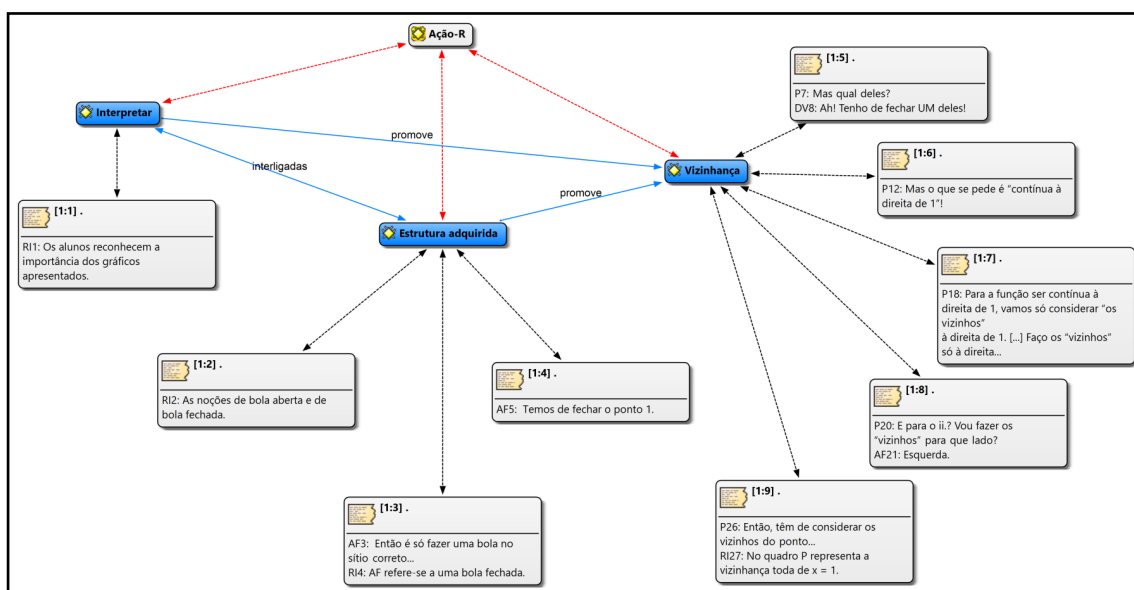 Ação-R
Interpretar
promove
interligadas
Vizinhança
promove
Estrutura adquirida
[1:1] .
RI1: Os alunos reconhecem a
importância dos gráficos
apresentados.
[1:2] .
RI2: As noções de bola aberta e de
bola fechada.
[1:3] .
AF3:  Então é só fazer uma bola no
sítio correto...
RI4: AF refere-se a uma bola fechada.
[1:4] .
AF5:  Temos de fechar o ponto 1.
[1:5] .
P7: Mas qual deles?
DV8: Ah! Tenho de fechar UM deles!
[1:6] .
P12: Mas o que se pede é “contínua à
direita de 1”!
[1:7] .
P18: Para a função ser contínua à
direita de 1, vamos só considerar “os
vizinhos”
à direita de 1. [...] Faço os “vizinhos”
só à direita...
[1:8] .
P20: E para o ii.? Vou fazer os
“vizinhos” para que lado?
AF21: Esquerda.
[1:9] .
P26: Então, têm de considerar os
vizinhos do ponto...
RI27: No quadro P representa a
vizinhança toda de x = 1.